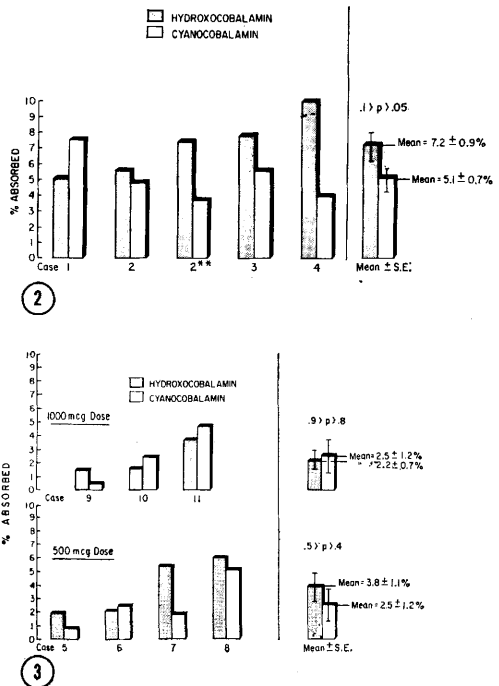 HYDROXOCOBALAMIN
CYANOCOBALAMIN
% ABSORBED
10
9
8
7
6
5
4
3
2
1
0
Case 1 2 2** 3 4
.1 > p > .05
Mean = 7.2 ± 0.9%
Mean = 5.1 ± 0.7%
Mean ± S.E.
2
% ABSORBED
10
9
8
7
6
5
4
3
2
1
0
HYDROXOCOBALAMIN
CYANOCOBALAMIN
1000 mcg Dose
Case 9 10 11
.9 > p > .8
Mean = 2.5 ± 1.2%
2.2 ± 0.7%
10
9
8
7
6
5
4
3
2
1
0
500 mcg Dose
Case 5 6 7 8
.5 > p > .4
Mean = 3.8 ± 1.1%
Mean = 2.5 ± 1.2%
Mean ± S.E.
3